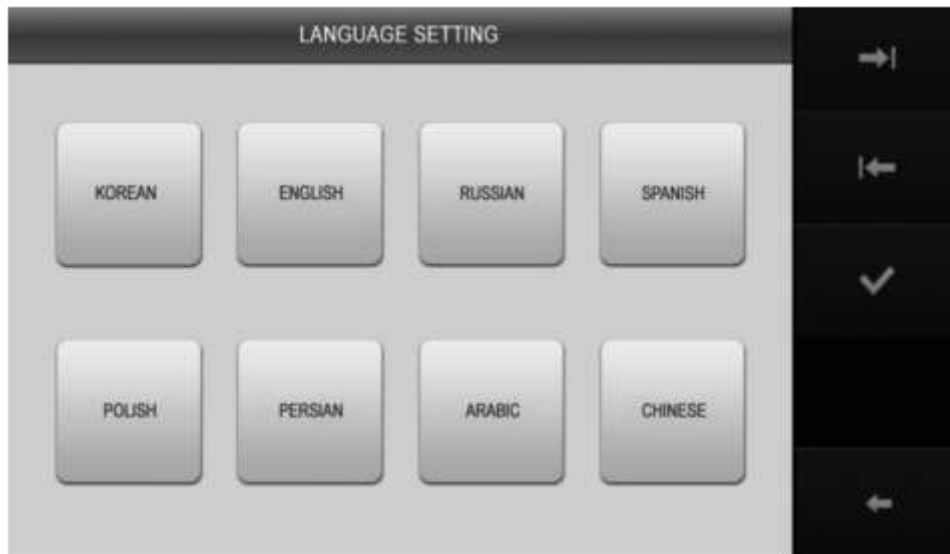 LANGUAGE SETTING
KOREAN ENGLISH RUSSIAN SPANISH
POLISH PERSIAN ARABIC CHINESE